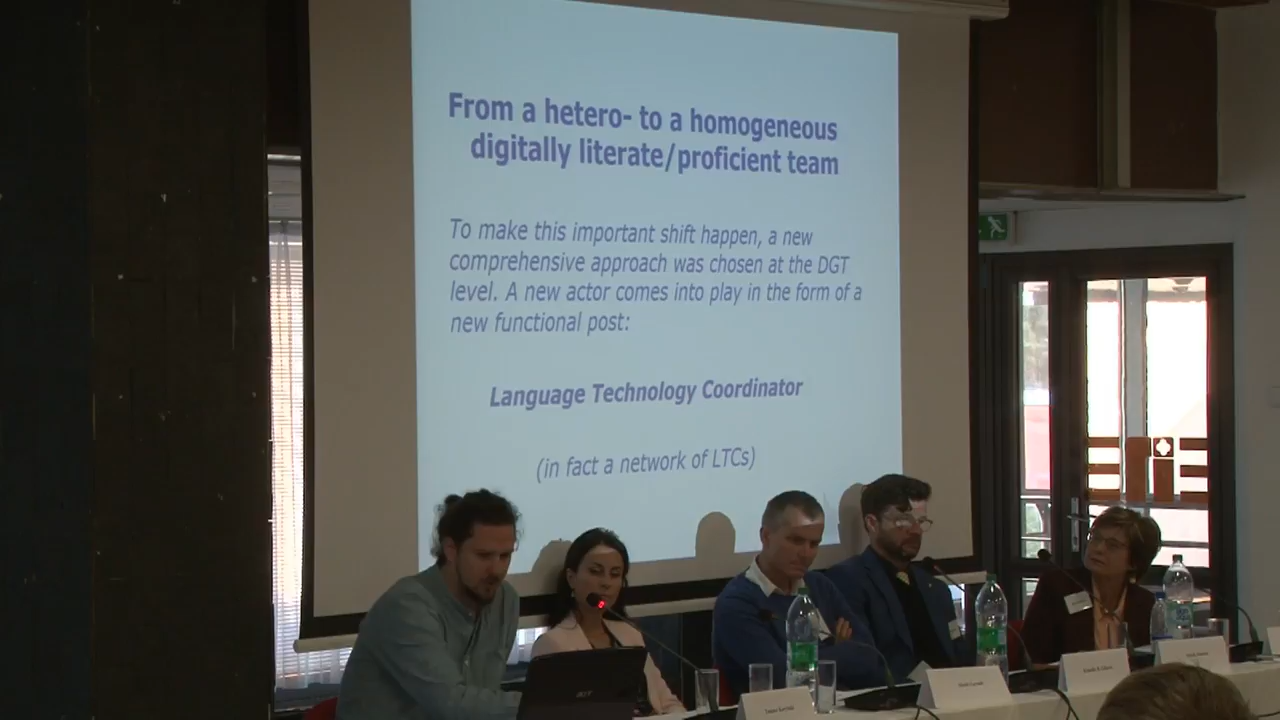 From a hetero- to a homogeneous
digitally literate/proficient team
To make this important shift happen, a new
comprehensive approach was chosen at the DGT
level. A new actor comes into play in the form of a
new functional post:
Language Technology Coordinator
(in fact a network of LTCs)
acer